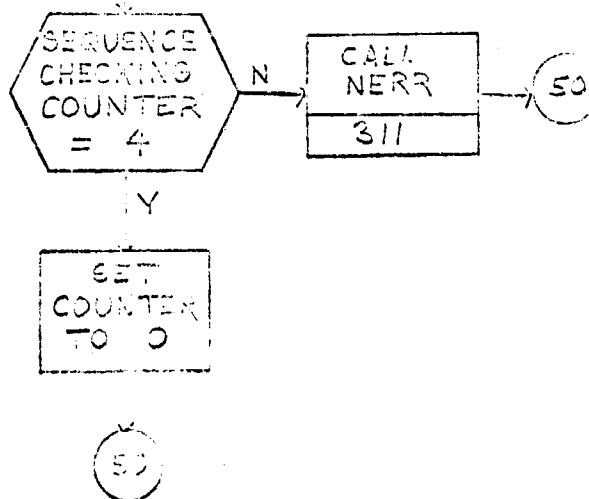 SEQUENCE
CHECKING
COUNTER
= 4
N
CALL
NERR
311
50
Y
SET
COUNTER
TO 0
50